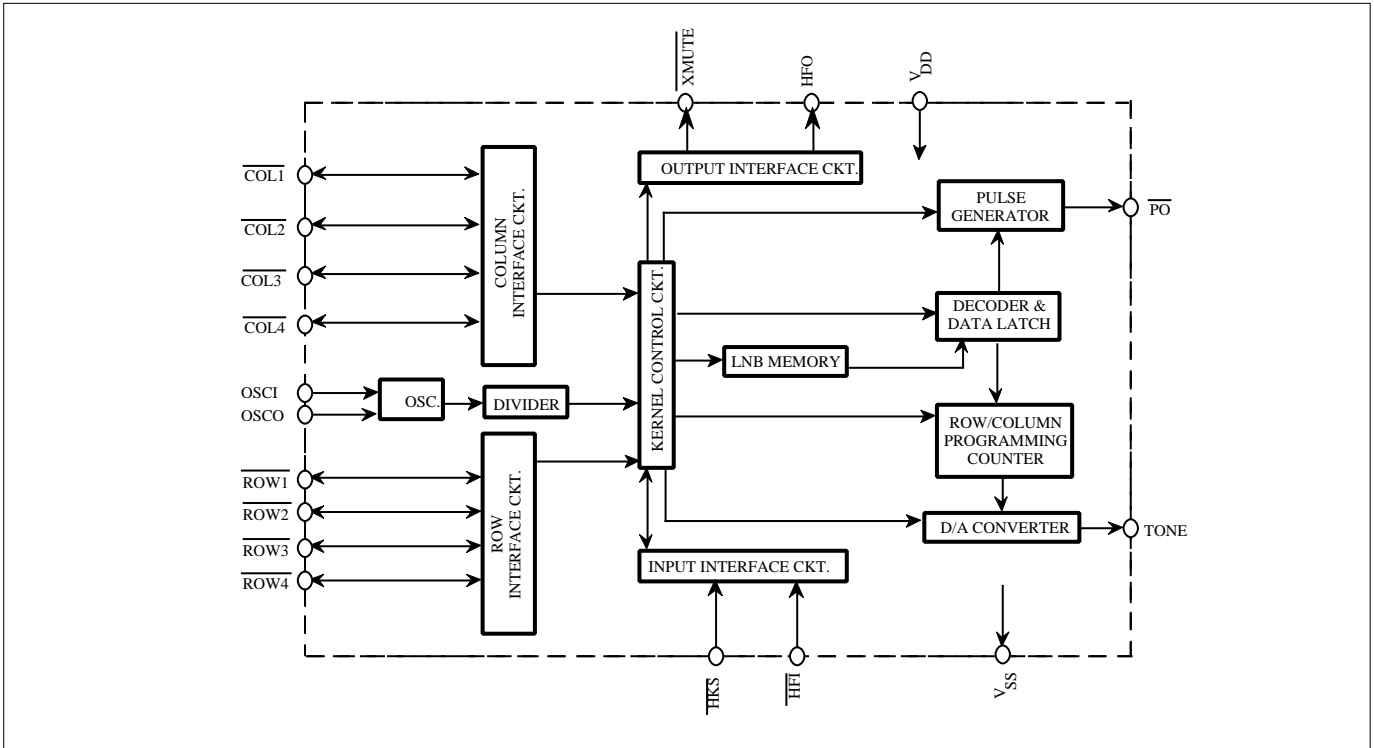 XMUTE
HFO
VDD
OUTPUT INTERFACE CKT.
COL1
COL2
COL3
COL4
COLUMN
INTERFACE CKT.
PULSE
GENERATOR
PO
KERNEL CONTROL CKT.
DECODER &
DATA LATCH
LNB MEMORY
OSCI
OSCO
OSC.
DIVIDER
ROW/COLUMN
PROGRAMMING
COUNTER
ROW1
ROW2
ROW3
ROW4
ROW
INTERFACE CKT.
D/A CONVERTER
TONE
INPUT INTERFACE CKT.
HKS
HFI
VSS